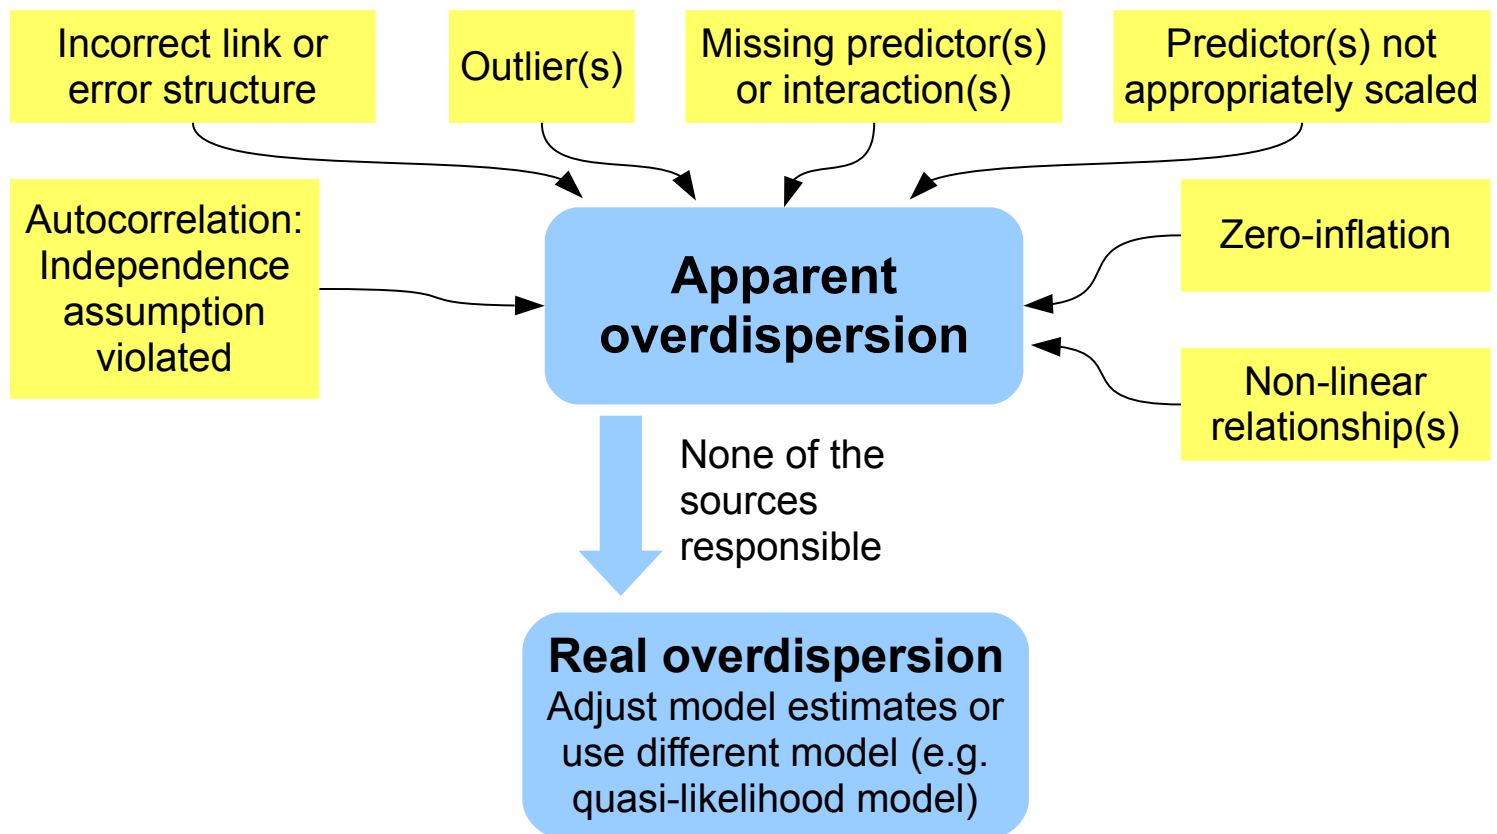 Incorrect link or
error structure
Outlier(s)
Missing predictor(s)
or interaction(s)
Predictor(s) not
appropriately scaled
Autocorrelation:
Independence
assumption
violated
Apparent
overdispersion
Zero-inflation
Non-linear
relationship(s)
None of the
sources
responsible
Real overdispersion
Adjust model estimates or
use different model (e.g.
quasi-likelihood model)